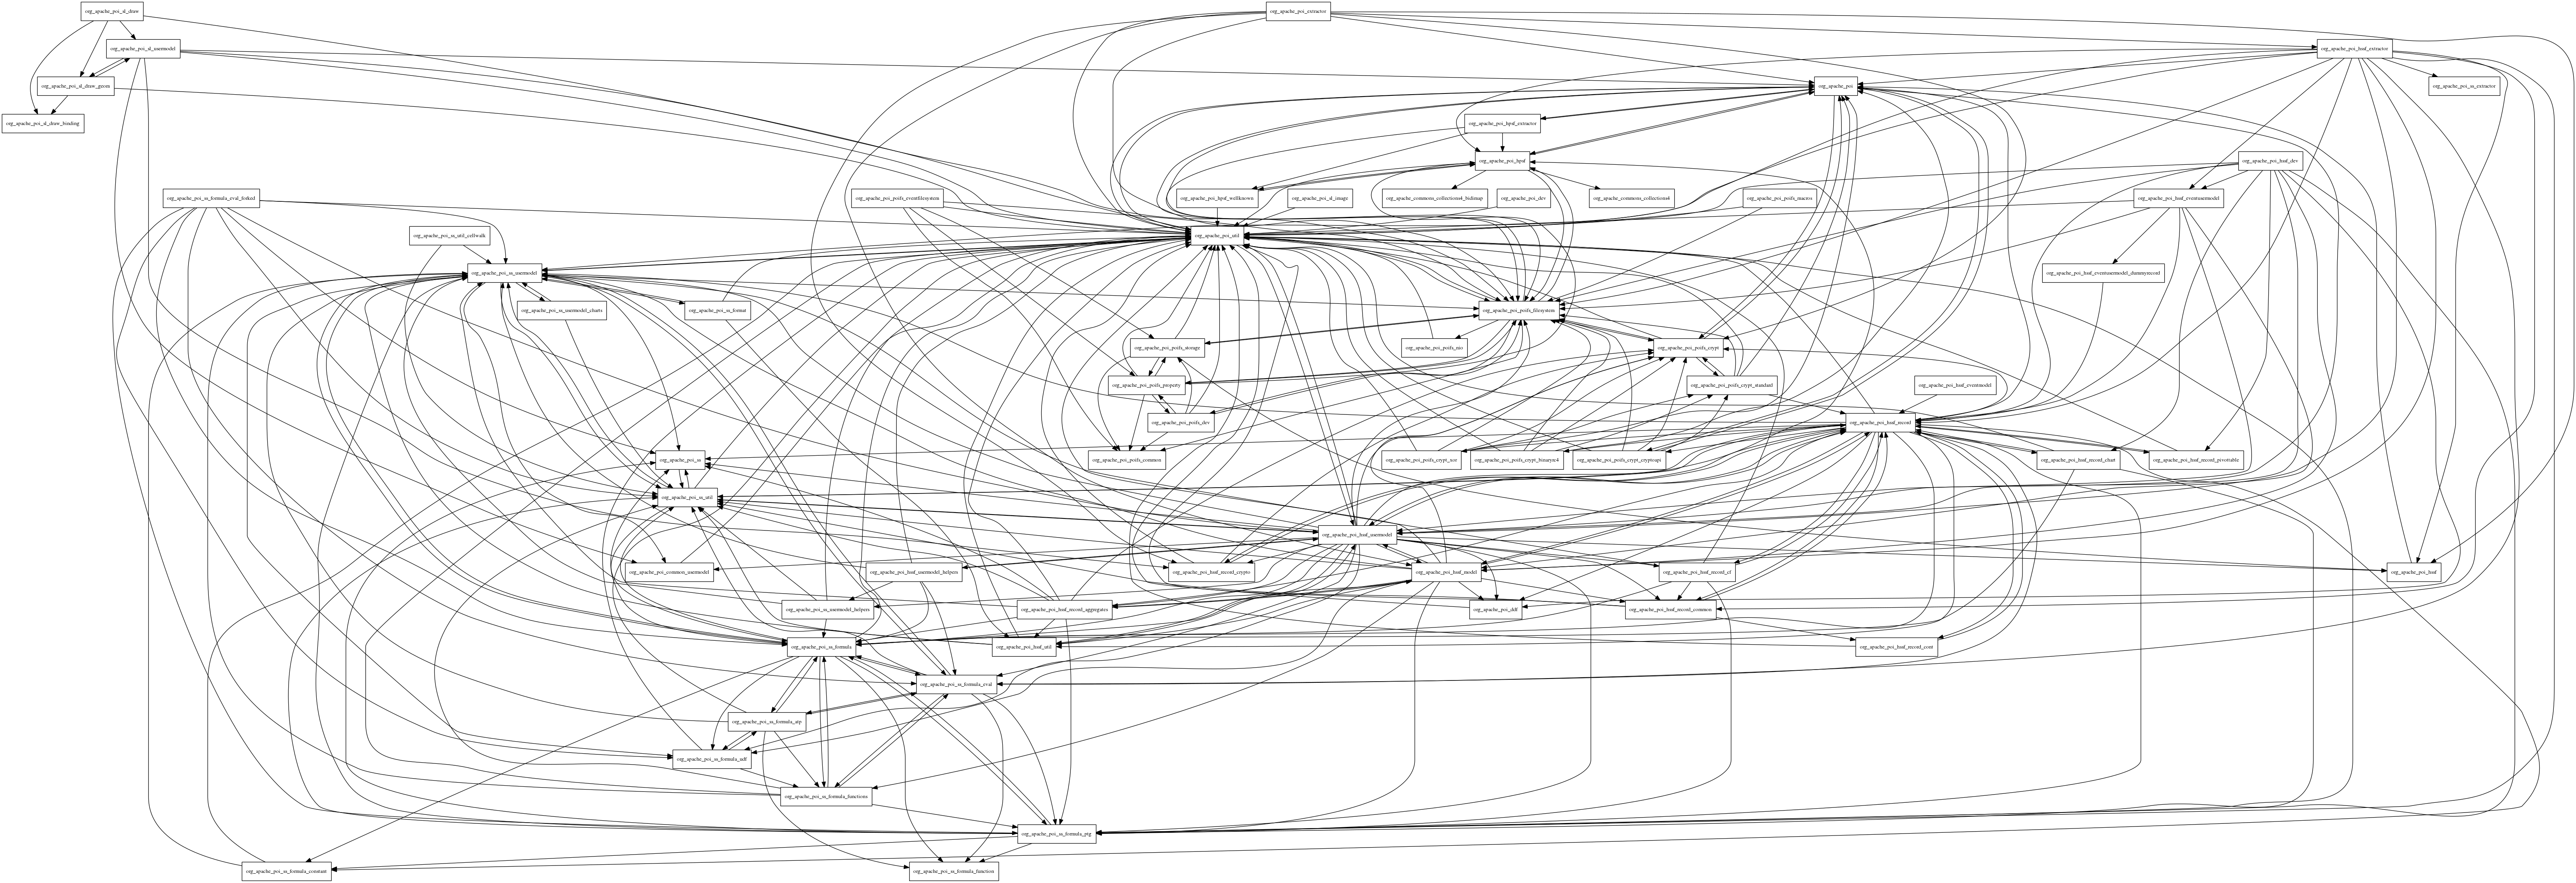 org_apache_poi_sl_draw
org_apache_poi_extractor
org_apache_poi_sl_usermodel
org_apache_poi_hssf_extractor
org_apache_poi_sl_draw_geom
org_apache_poi
org_apache_poi_ss_extractor
org_apache_poi_sl_draw_binding
org_apache_poi_hpsf_extractor
org_apache_poi_hpsf
org_apache_poi_hssf_dev
org_apache_poi_ss_formula_eval_forked
org_apache_poi_poifs_eventfilesystem
org_apache_poi_hpsf_wellknown
org_apache_poi_sl_image
org_apache_commons_collections4_bidimap
org_apache_poi_dev
org_apache_commons_collections4
org_apache_poi_poifs_macros
org_apache_poi_hssf_eventusermodel
org_apache_poi_ss_util_cellwalk
org_apache_poi_util
org_apache_poi_ss_usermodel
org_apache_poi_hssf_eventusermodel_dummyrecord
org_apache_poi_ss_usermodel_charts
org_apache_poi_ss_format
org_apache_poi_poifs_filesystem
org_apache_poi_poifs_storage
org_apache_poi_poifs_nio
org_apache_poi_poifs_crypt
org_apache_poi_poifs_property
org_apache_poi_poifs_crypt_standard
org_apache_poi_hssf_eventmodel
org_apache_poi_poifs_dev
org_apache_poi_hssf_record
org_apache_poi_ss
org_apache_poi_poifs_common
org_apache_poi_poifs_crypt_xor
org_apache_poi_poifs_crypt_binaryrc4
org_apache_poi_poifs_crypt_cryptoapi
org_apache_poi_hssf_record_chart
org_apache_poi_hssf_record_pivottable
org_apache_poi_ss_util
org_apache_poi_hssf_usermodel
org_apache_poi_common_usermodel
org_apache_poi_hssf_usermodel_helpers
org_apache_poi_hssf_record_crypto
org_apache_poi_hssf_model
org_apache_poi_hssf_record_cf
org_apache_poi_hssf
org_apache_poi_ss_usermodel_helpers
org_apache_poi_hssf_record_aggregates
org_apache_poi_ddf
org_apache_poi_hssf_record_common
org_apache_poi_ss_formula
org_apache_poi_hssf_util
org_apache_poi_hssf_record_cont
org_apache_poi_ss_formula_eval
org_apache_poi_ss_formula_atp
org_apache_poi_ss_formula_udf
org_apache_poi_ss_formula_functions
org_apache_poi_ss_formula_ptg
org_apache_poi_ss_formula_constant
org_apache_poi_ss_formula_function